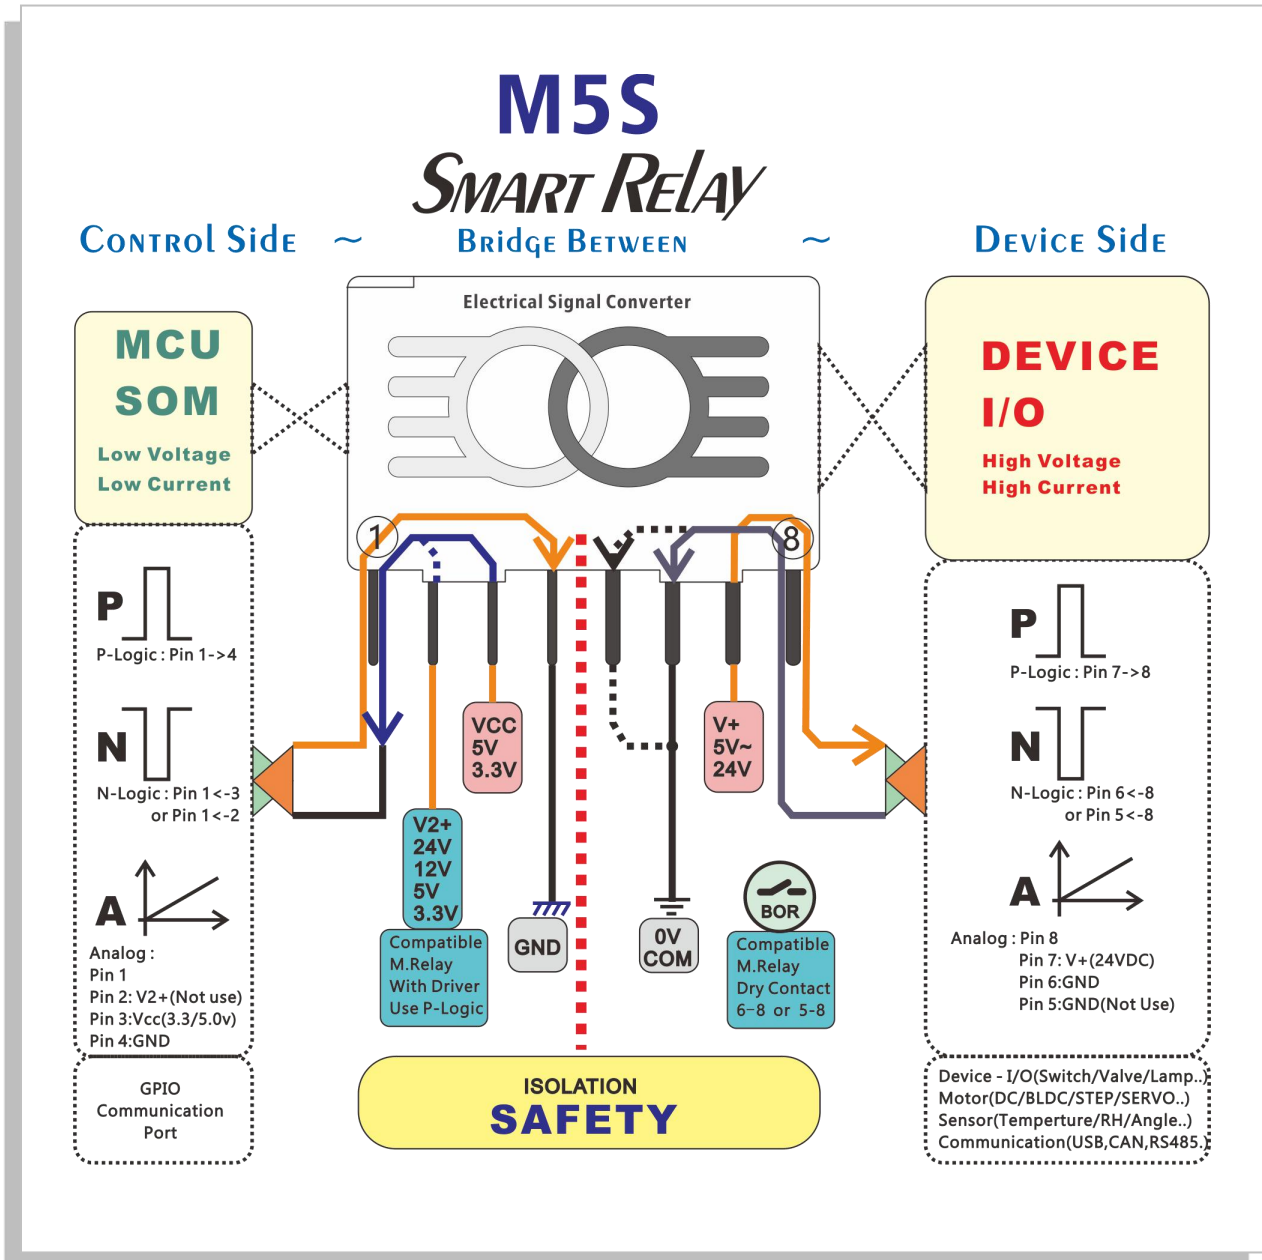 M5S
Smart Relay
Control Side ~ Bridge Between ~ Device Side
Electrical Signal Converter
MCU
SOM
Low Voltage
Low Current
DEVICE
I/O
High Voltage
High Current
1
8
P
P-Logic : Pin 1->4
N
N-Logic : Pin 1<-3
or Pin 1<-2
A
Analog :
Pin 1
Pin 2: V2+(Not use)
Pin 3:Vcc(3.3/5.0v)
Pin 4:GND
GPIO
Communication
Port
VCC
5V
3.3V
V2+
24V
12V
5V
3.3V
Compatible
M.Relay
With Driver
Use P-Logic
GND
0V
COM
V+
5V~
24V
BOR
Compatible
M.Relay
Dry Contact
6-8 or 5-8
ISOLATION
SAFETY
P
P-Logic : Pin 7->8
N
N-Logic : Pin 6<-8
or Pin 5<-8
A
Analog : Pin 8
Pin 7: V+(24VDC)
Pin 6:GND
Pin 5:GND(Not Use)
Device - I/O(Switch/Valve/Lamp..)
Motor(DC/BLDC/STEP/SERVO..)
Sensor(Temperture/RH/Angle..)
Communication(USB,CAN,RS485.)